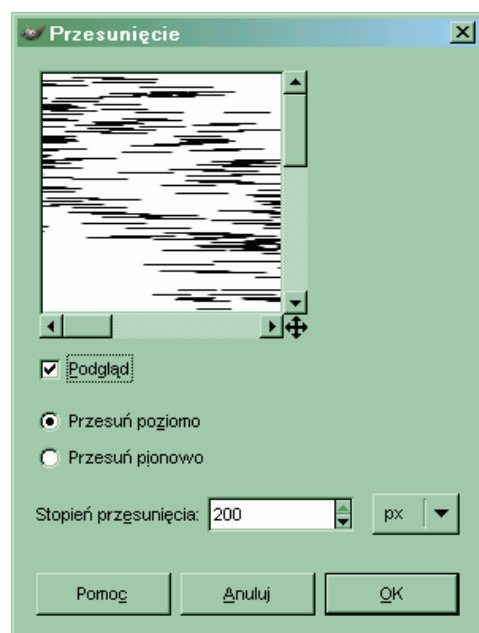 Przesunięcie
Podgląd
Przesuń poziomo
Przesuń pionowo
Stopień przesunięcia: 200 px
Pomoc Anuluj OK